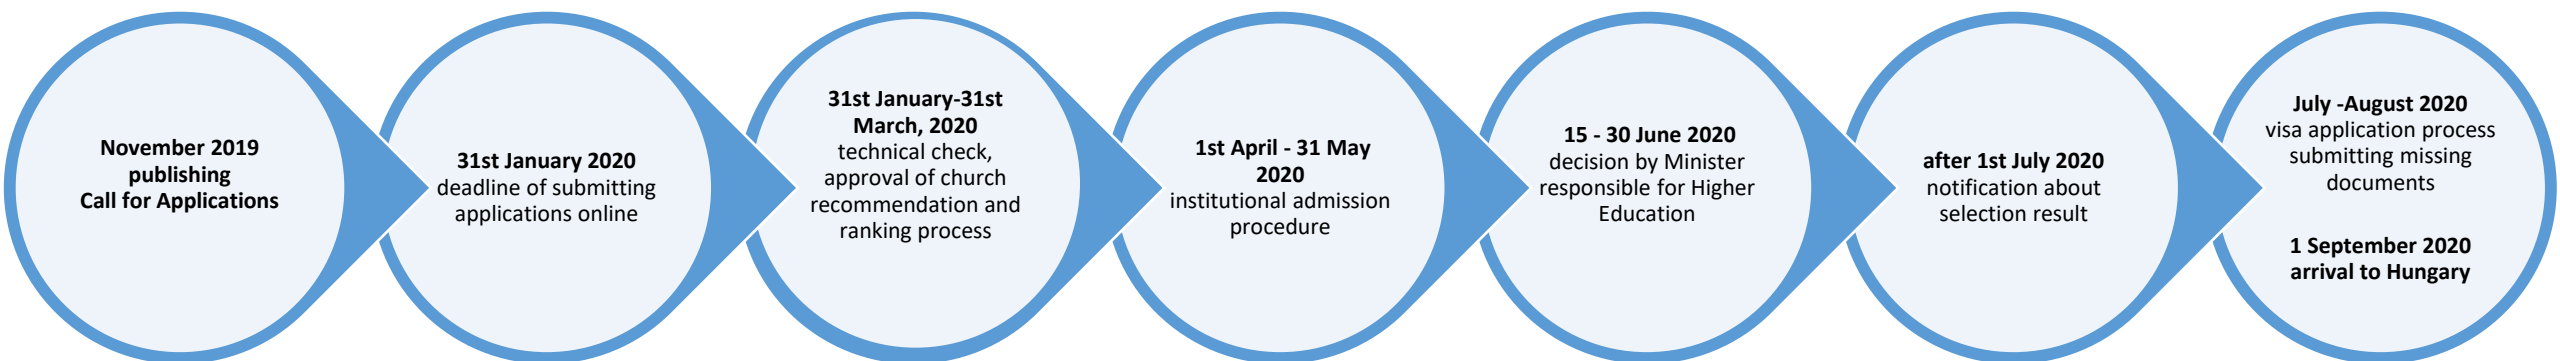 November 2019
publishing
Call for Applications
31st January 2020
deadline of submitting
applications online
31st January-31st
March, 2020
technical check,
approval of church
recommendation and
ranking process
1st April - 31 May
2020
institutional admission
procedure
15 - 30 June 2020
decision by Minister
responsible for Higher
Education
after 1st July 2020
notification about
selection result
July -August 2020
visa application process
submitting missing
documents
1 September 2020
arrival to Hungary